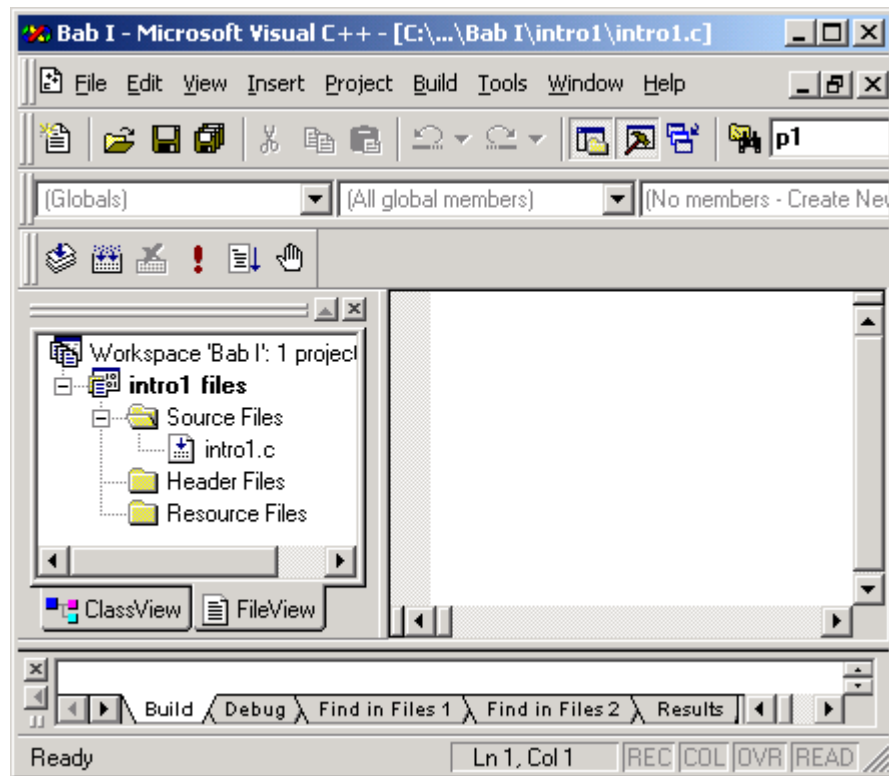 Bab I - Microsoft Visual C++ - [C:\...\Bab I\intro1\intro1.c]
File Edit View Insert Project Build Tools Window Help
p1
(Globals) (All global members) (No members - Create New
Workspace 'Bab I': 1 project
intro1 files
Source Files
intro1.c
Header Files
Resource Files
ClassView FileView
Build Debug Find in Files 1 Find in Files 2 Results
Ready Ln 1, Col 1 REC COL OVR READ